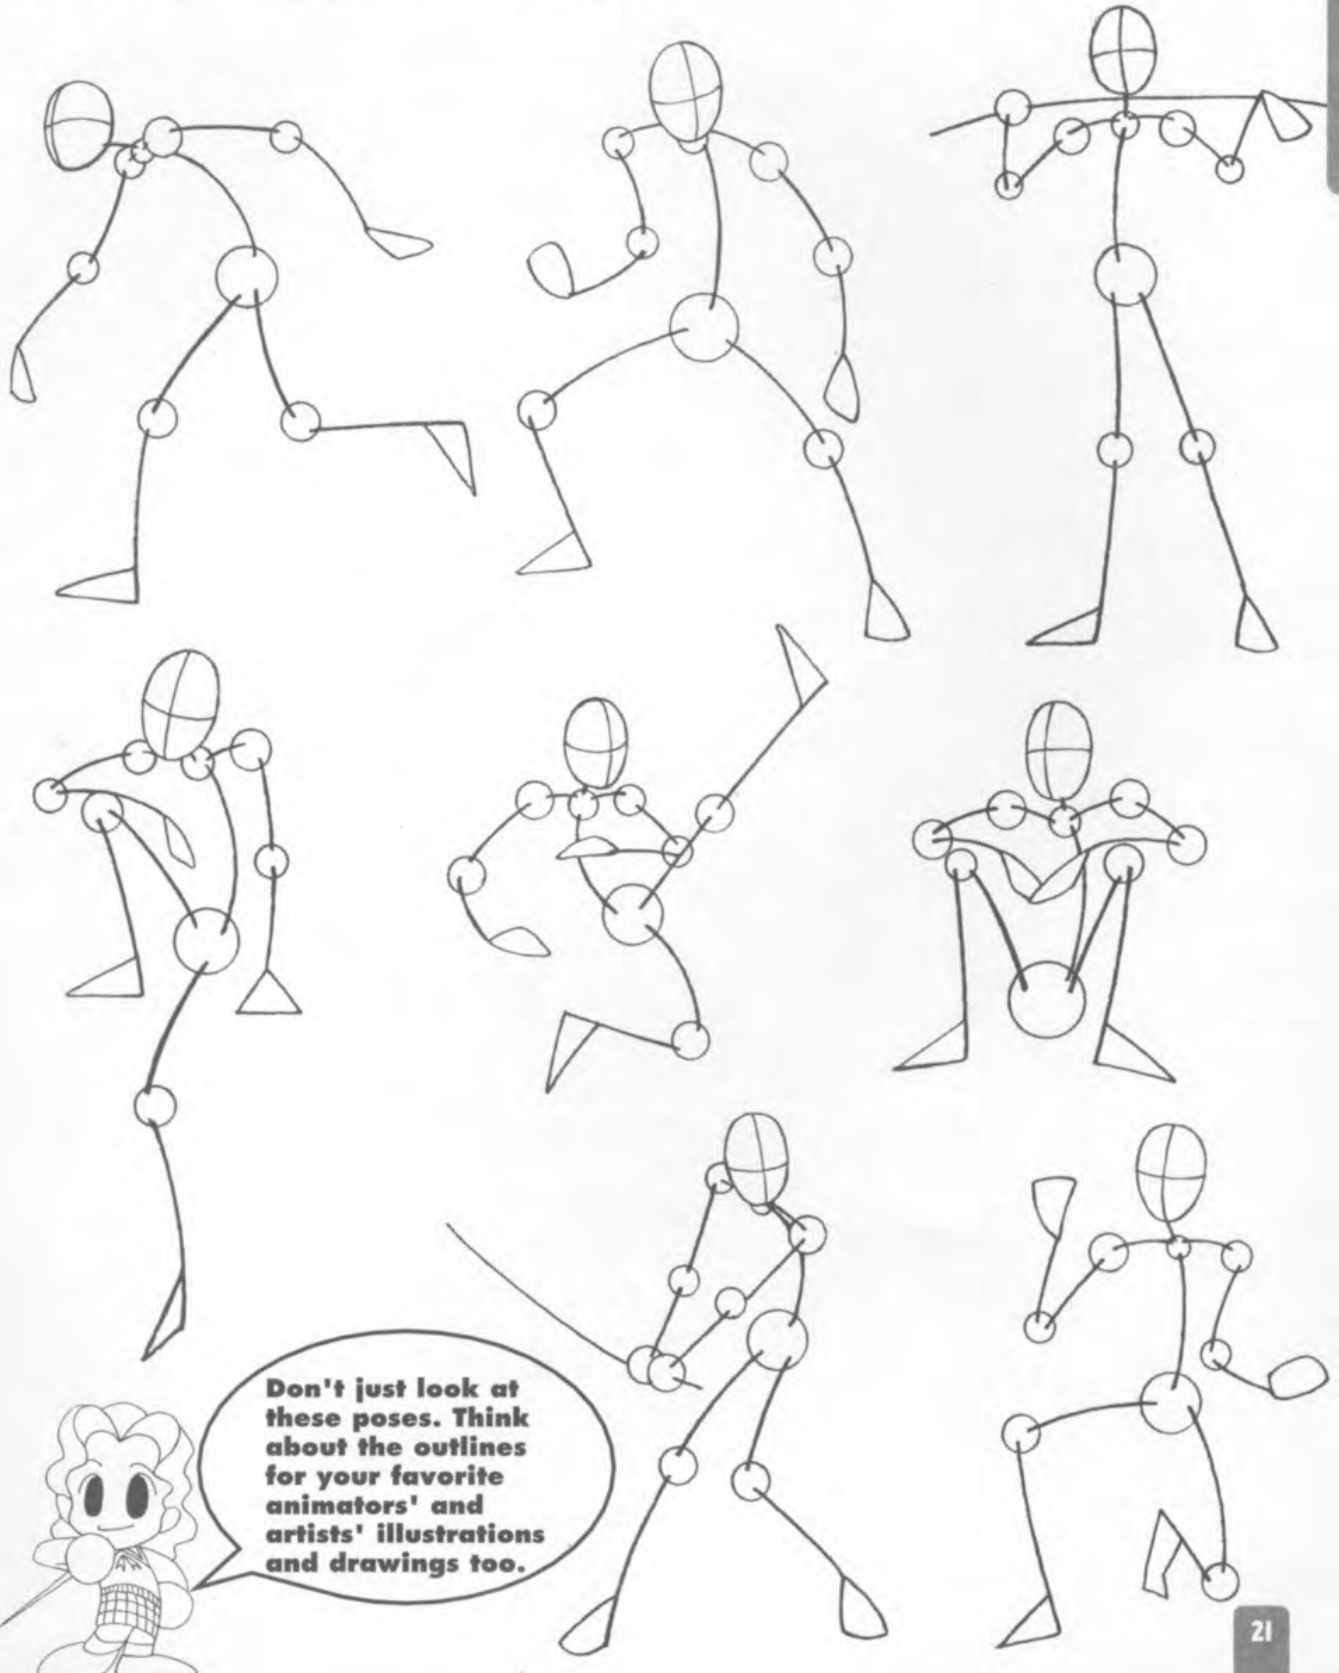 Don't just look at
these poses. Think
about the outlines
for your favorite
animators' and
artists' illustrations
and drawings too.
21